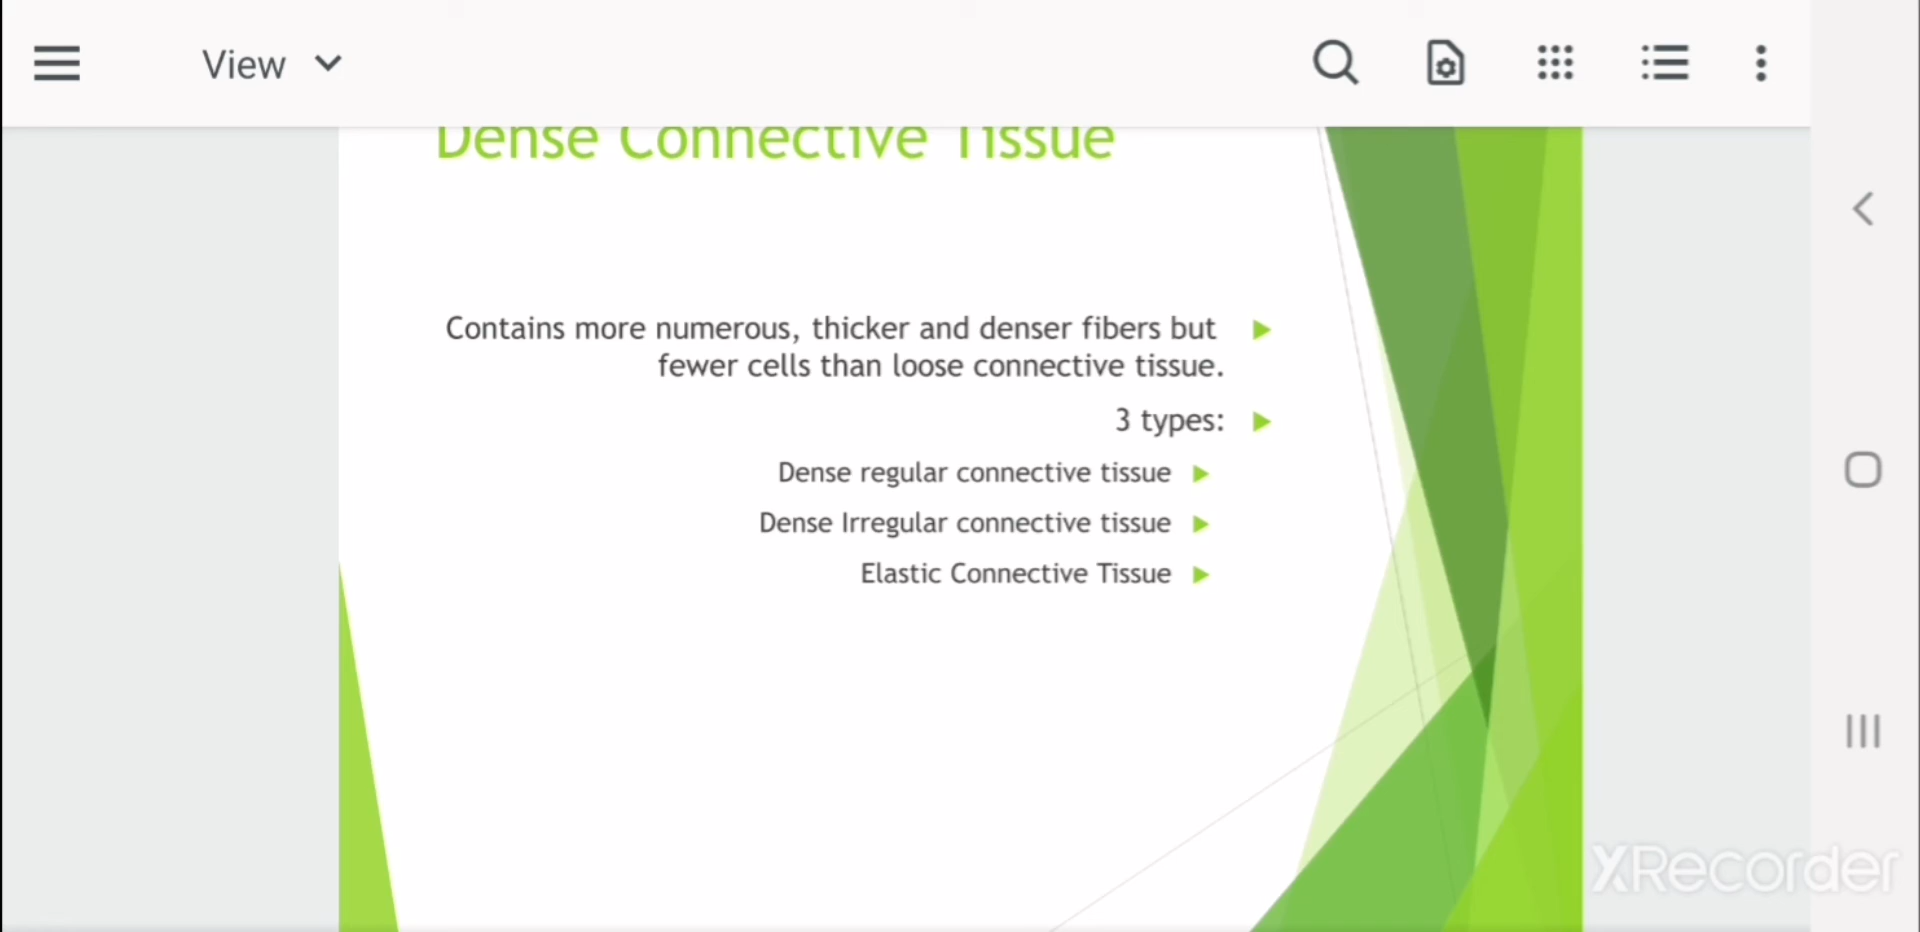 View
Dense Connective Tissue
Contains more numerous, thicker and denser fibers but
fewer cells than loose connective tissue.
3 types:
Dense regular connective tissue
Dense Irregular connective tissue
Elastic Connective Tissue
XRecorder